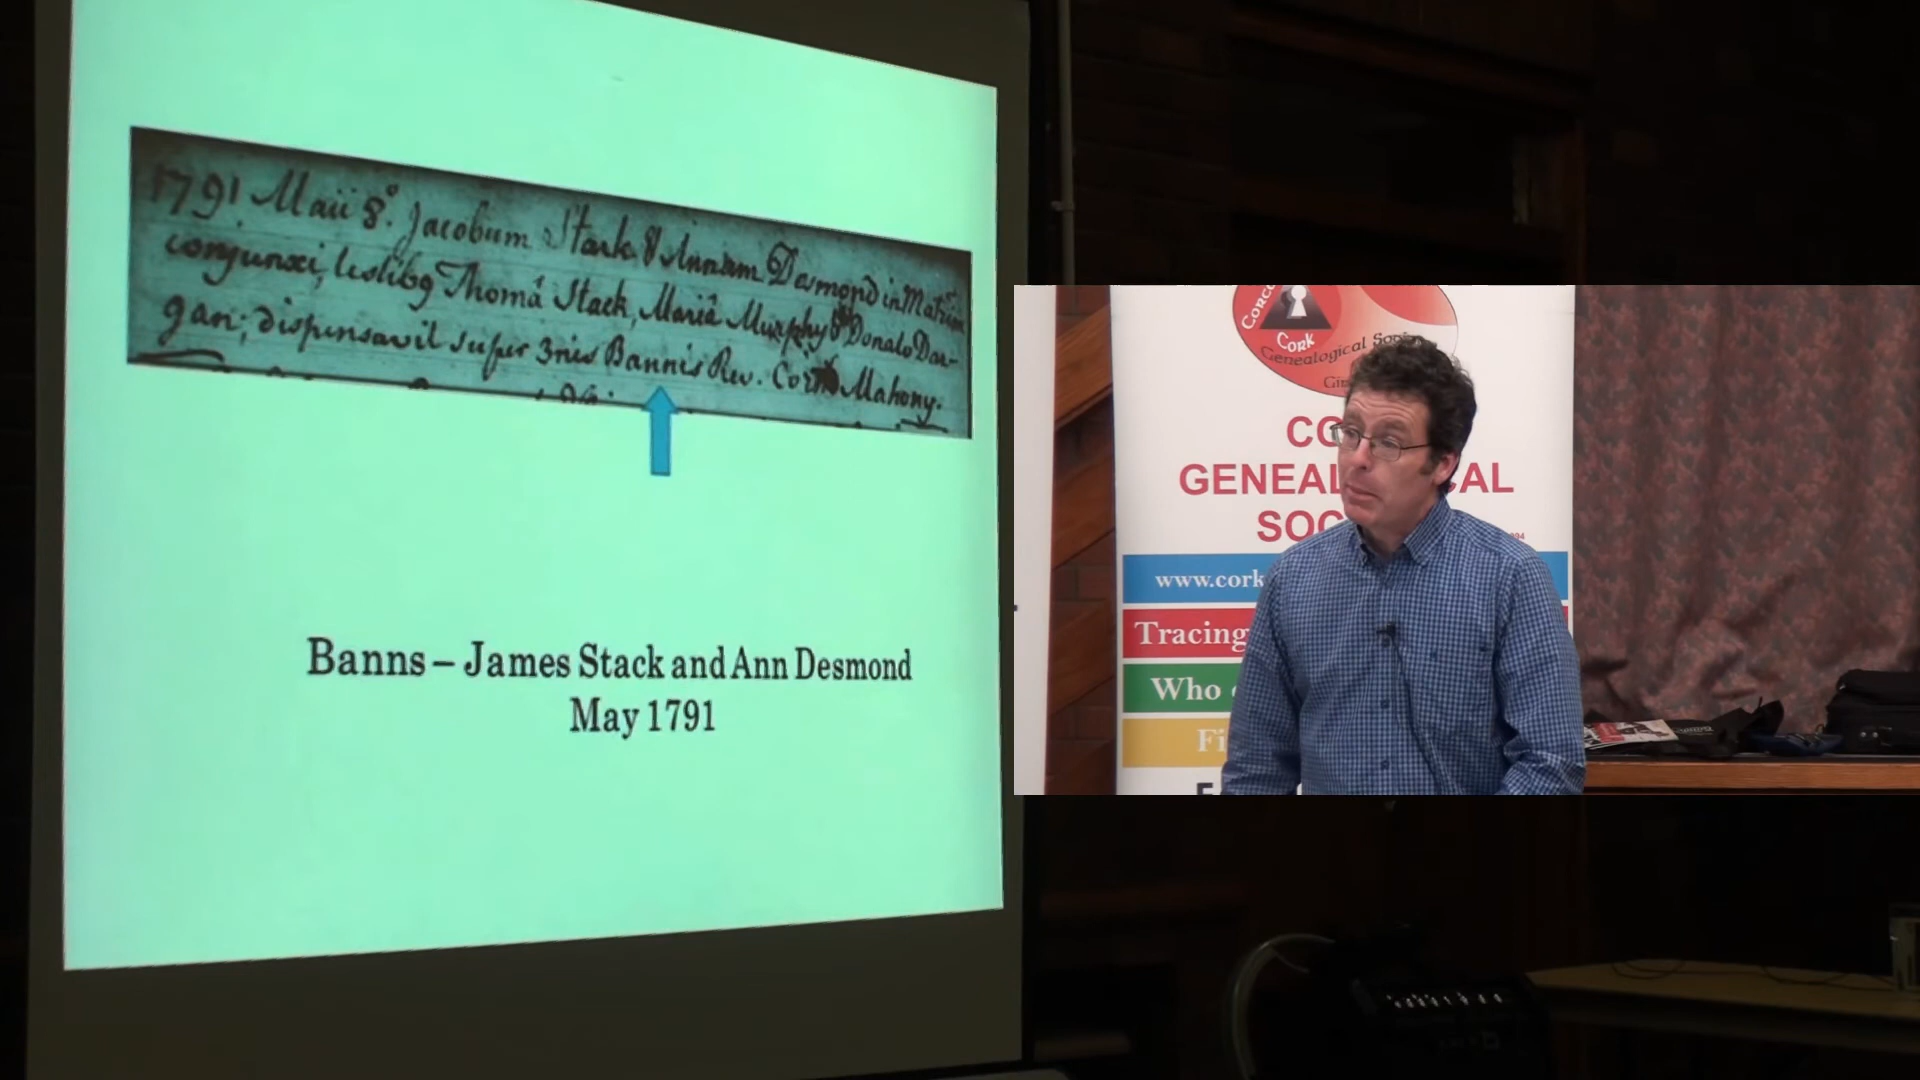 1791 Maii 8º. Jacobum Stack & Annam Desmond in Matrim
conjunxi, testibq Thomâ Stack, Mariâ Murphy & Donato Dar-
gan; dispensavit super 3nis Bannis Rev. Corn Mahony.
Banns – James Stack and Ann Desmond
May 1791
Cork
Genealogical
CO
GENEAL CAL
SOC
www.cork
Tracing
Who
Fi